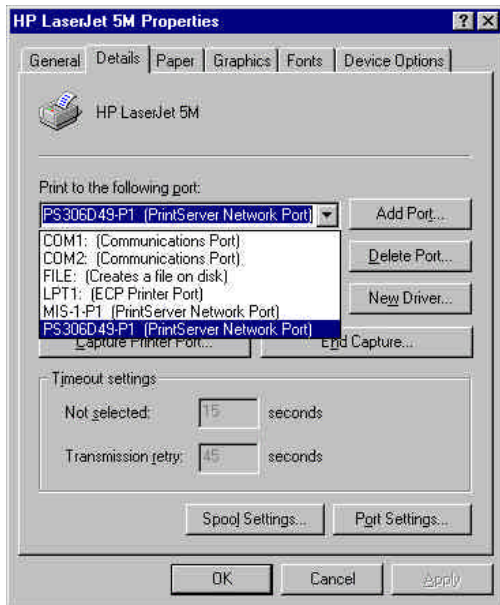 HP LaserJet 5M Properties ? ×
General Details Paper Graphics Fonts Device Options
HP LaserJet 5M
Print to the following port:
PS306D49-P1 (PrintServer Network Port) Add Port...
COM1: (Communications Port)
COM2: (Communications Port) Delete Port...
FILE: (Creates a file on disk)
LPT1: (ECP Printer Port) New Driver...
MIS-1-P1 (PrintServer Network Port)
PS306D49-P1 (PrintServer Network Port)
Capture Printer Port... End Capture...
Timeout settings
Not selected: 15 seconds
Transmission retry: 45 seconds
Spool Settings... Port Settings...
OK Cancel Apply